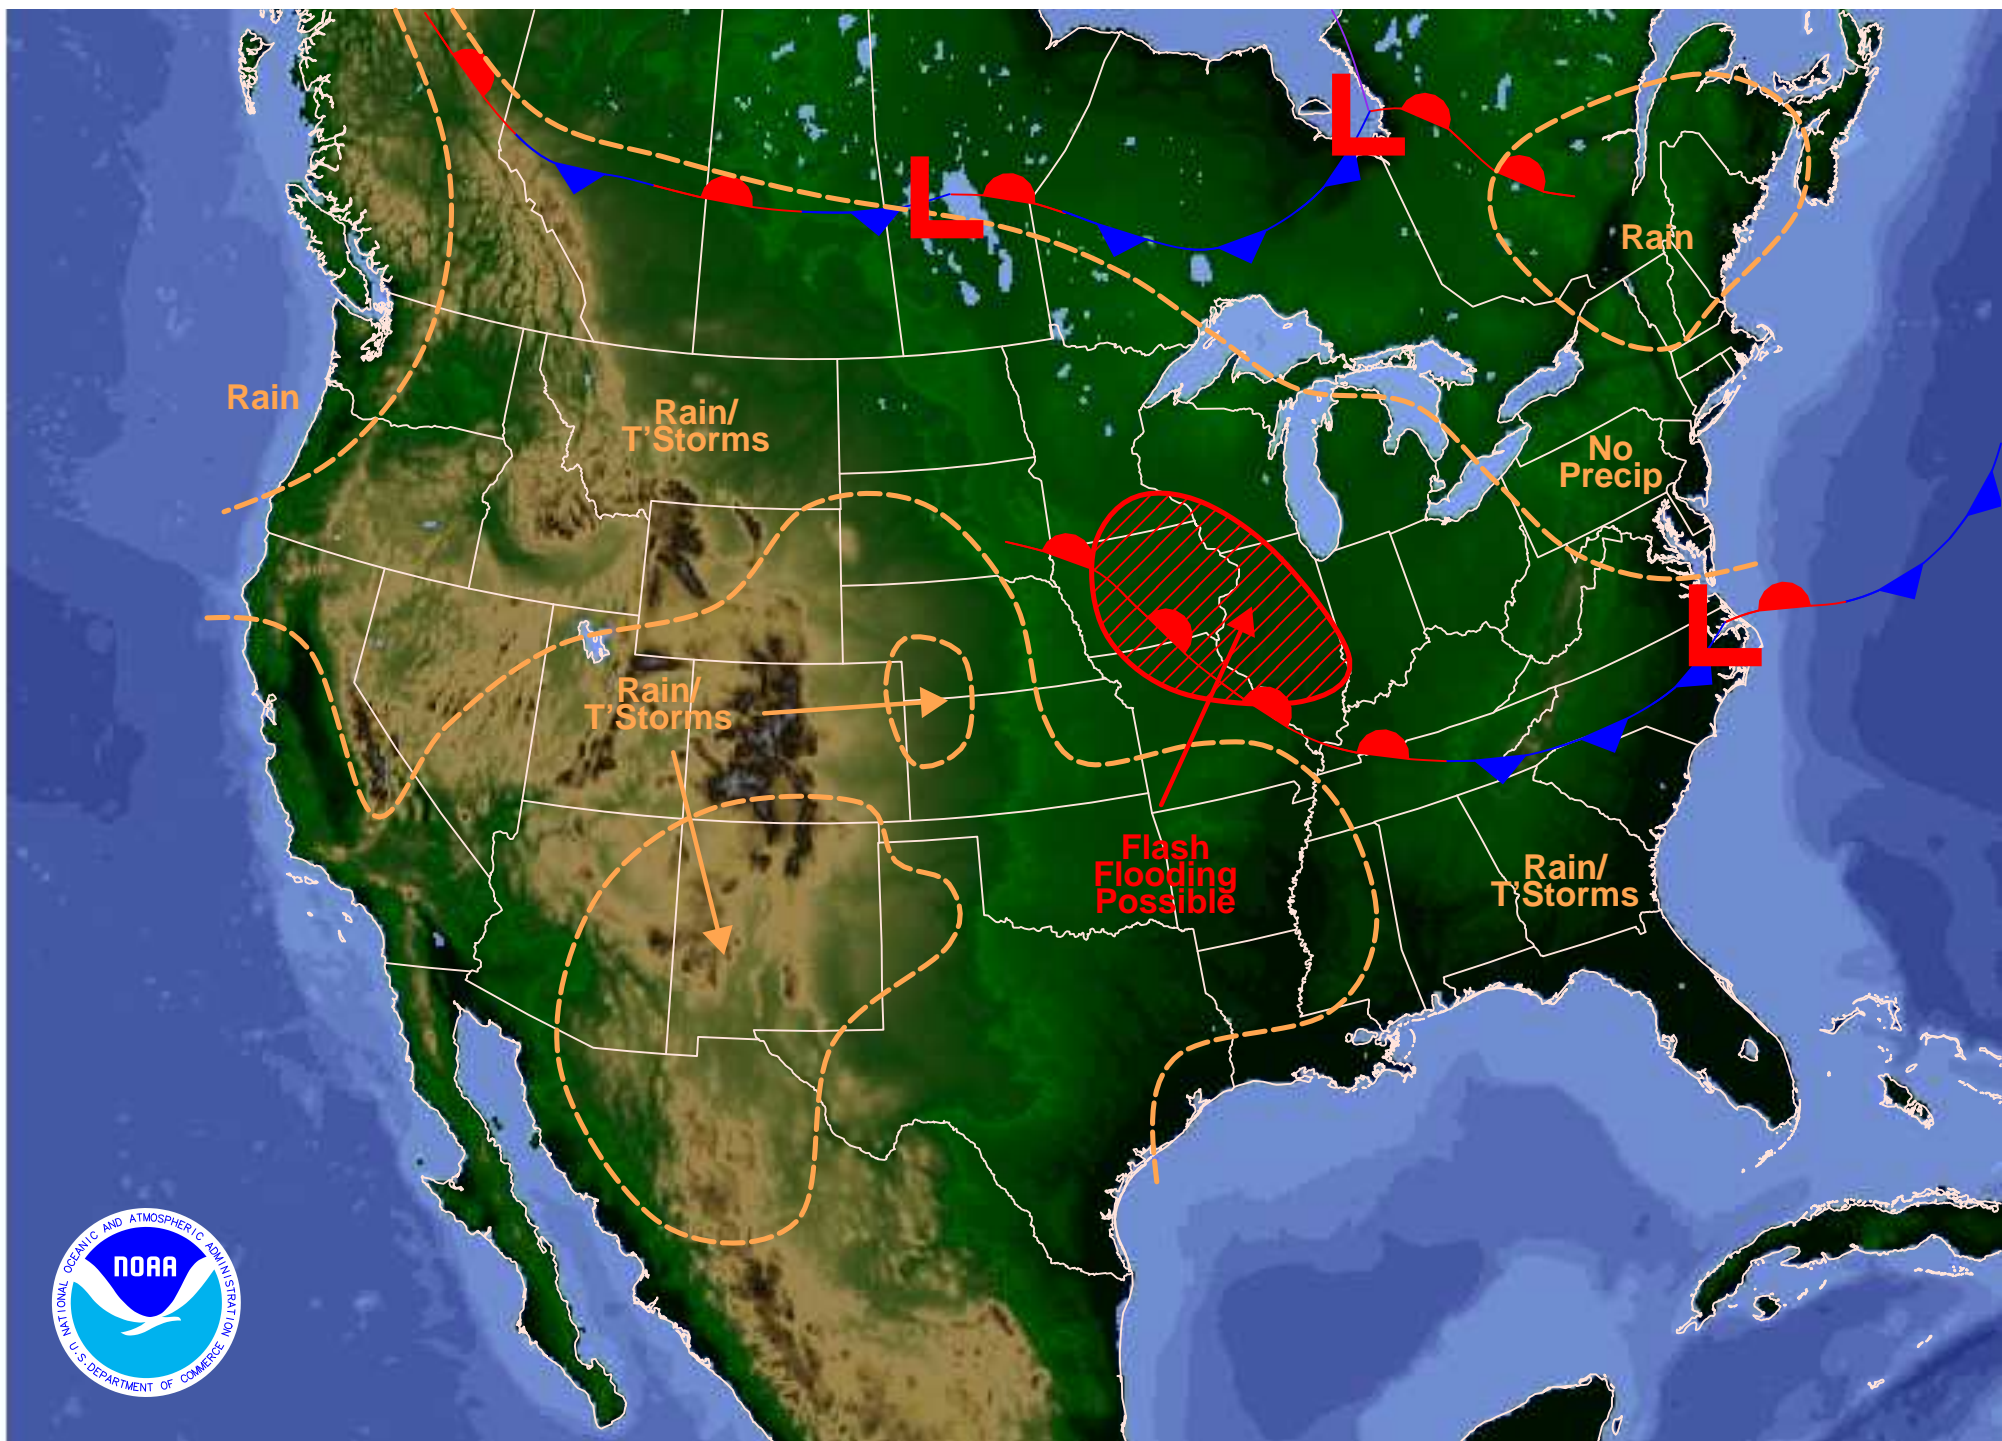 Rain
Rain
Rain/
T'Storms
No
Precip
Rain/
T'Storms
Flash
Flooding
Possible
Rain/
T'Storms
L
L
L
NATIONAL OCEANIC AND ATMOSPHERIC ADMINISTRATION
NOAA
U.S. DEPARTMENT OF COMMERCE